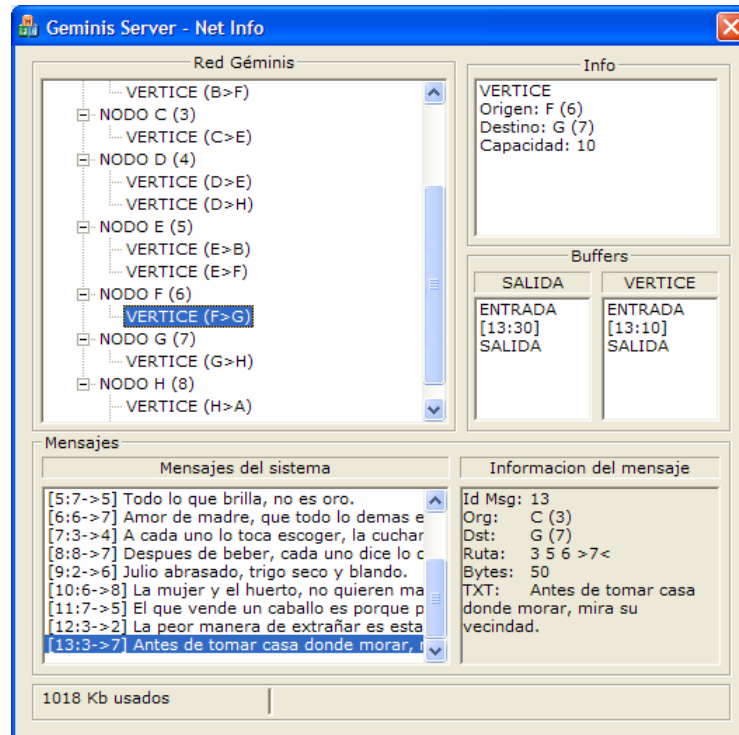 Geminis Server - Net Info
Red Géminis
VERTICE (B>F)
NODO C (3)
VERTICE (C>E)
NODO D (4)
VERTICE (D>E)
VERTICE (D>H)
NODO E (5)
VERTICE (E>B)
VERTICE (E>F)
NODO F (6)
VERTICE (F>G)
NODO G (7)
VERTICE (G>H)
NODO H (8)
VERTICE (H>A)
Info
VERTICE
Origen: F (6)
Destino: G (7)
Capacidad: 10
Buffers
SALIDA
ENTRADA
[13:30]
SALIDA
VERTICE
ENTRADA
[13:10]
SALIDA
Mensajes
Mensajes del sistema
[5:7->5] Todo lo que brilla, no es oro.
[6:6->7] Amor de madre, que todo lo demas e
[7:3->4] A cada uno lo toca escoger, la cuchar
[8:8->7] Despues de beber, cada uno dice lo c
[9:2->6] Julio abrasado, trigo seco y blando.
[10:6->8] La mujer y el huerto, no quieren ma
[11:7->5] El que vende un caballo es porque p
[12:3->2] La peor manera de extrañar es esta
[13:3->7] Antes de tomar casa donde morar, r
Informacion del mensaje
Id Msg: 13
Org: C (3)
Dst: G (7)
Ruta: 3 5 6 >7<
Bytes: 50
TXT: Antes de tomar casa
donde morar, mira su
vecindad.
1018 Kb usados